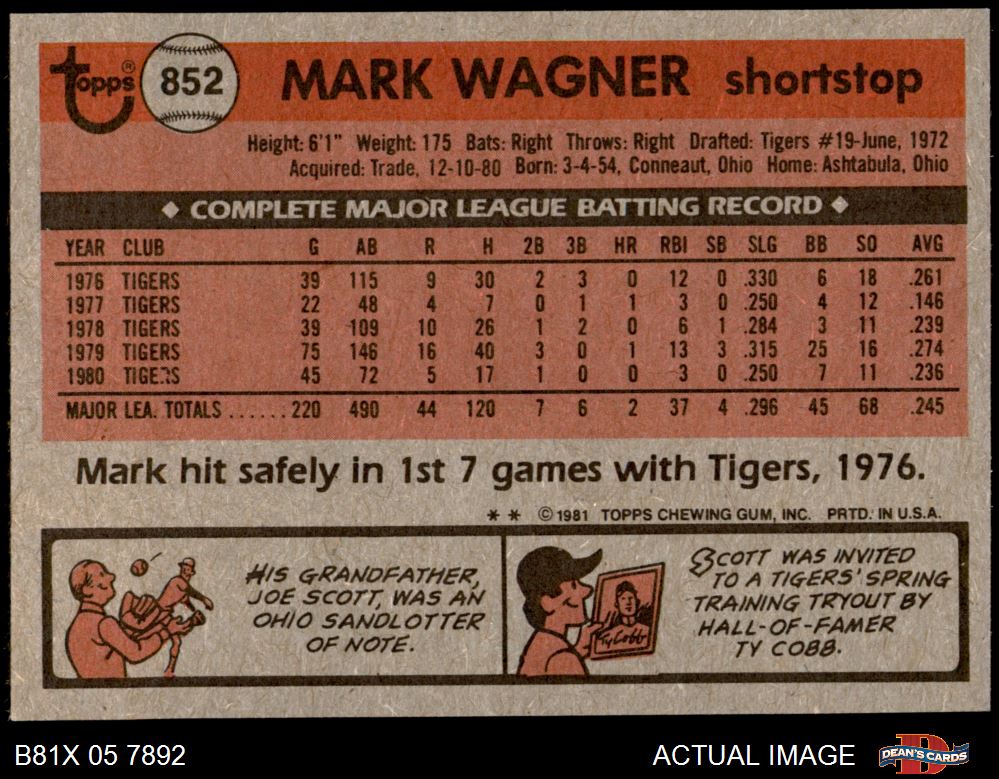 Topps® 852 MARK WAGNER shortstop
Height: 6'1" Weight: 175 Bats: Right Throws: Right Drafted: Tigers #19-June, 1972
Acquired: Trade, 12-10-80 Born: 3-4-54, Conneaut, Ohio Home: Ashtabula, Ohio
◆ COMPLETE MAJOR LEAGUE BATTING RECORD ◆
YEAR CLUB G AB R H 2B 3B HR RBI SB SLG BB SO AVG
1976 TIGERS 39 115 9 30 2 3 0 12 0 .330 6 18 .261
1977 TIGERS 22 48 4 7 0 1 1 3 0 .250 4 12 .146
1978 TIGERS 39 109 10 26 1 2 0 6 1 .284 3 11 .239
1979 TIGERS 75 146 16 40 3 0 1 13 3 .315 25 16 .274
1980 TIGERS 45 72 5 17 1 0 0 3 0 .250 7 11 .236
MAJOR LEA. TOTALS ......220 490 44 120 7 6 2 37 4 .296 45 68 .245
Mark hit safely in 1st 7 games with Tigers, 1976.
* * ©1981 TOPPS CHEWING GUM, INC. PRTD. IN U.S.A.
HIS GRANDFATHER,
JOE SCOTT, WAS AN
OHIO SANDLOTTER
OF NOTE.
Ty Cobb
SCOTT WAS INVITED
TO A TIGERS' SPRING
TRAINING TRYOUT BY
HALL-OF-FAMER
TY COBB.
B81X 05 7892 ACTUAL IMAGE D DEAN'S CARDS